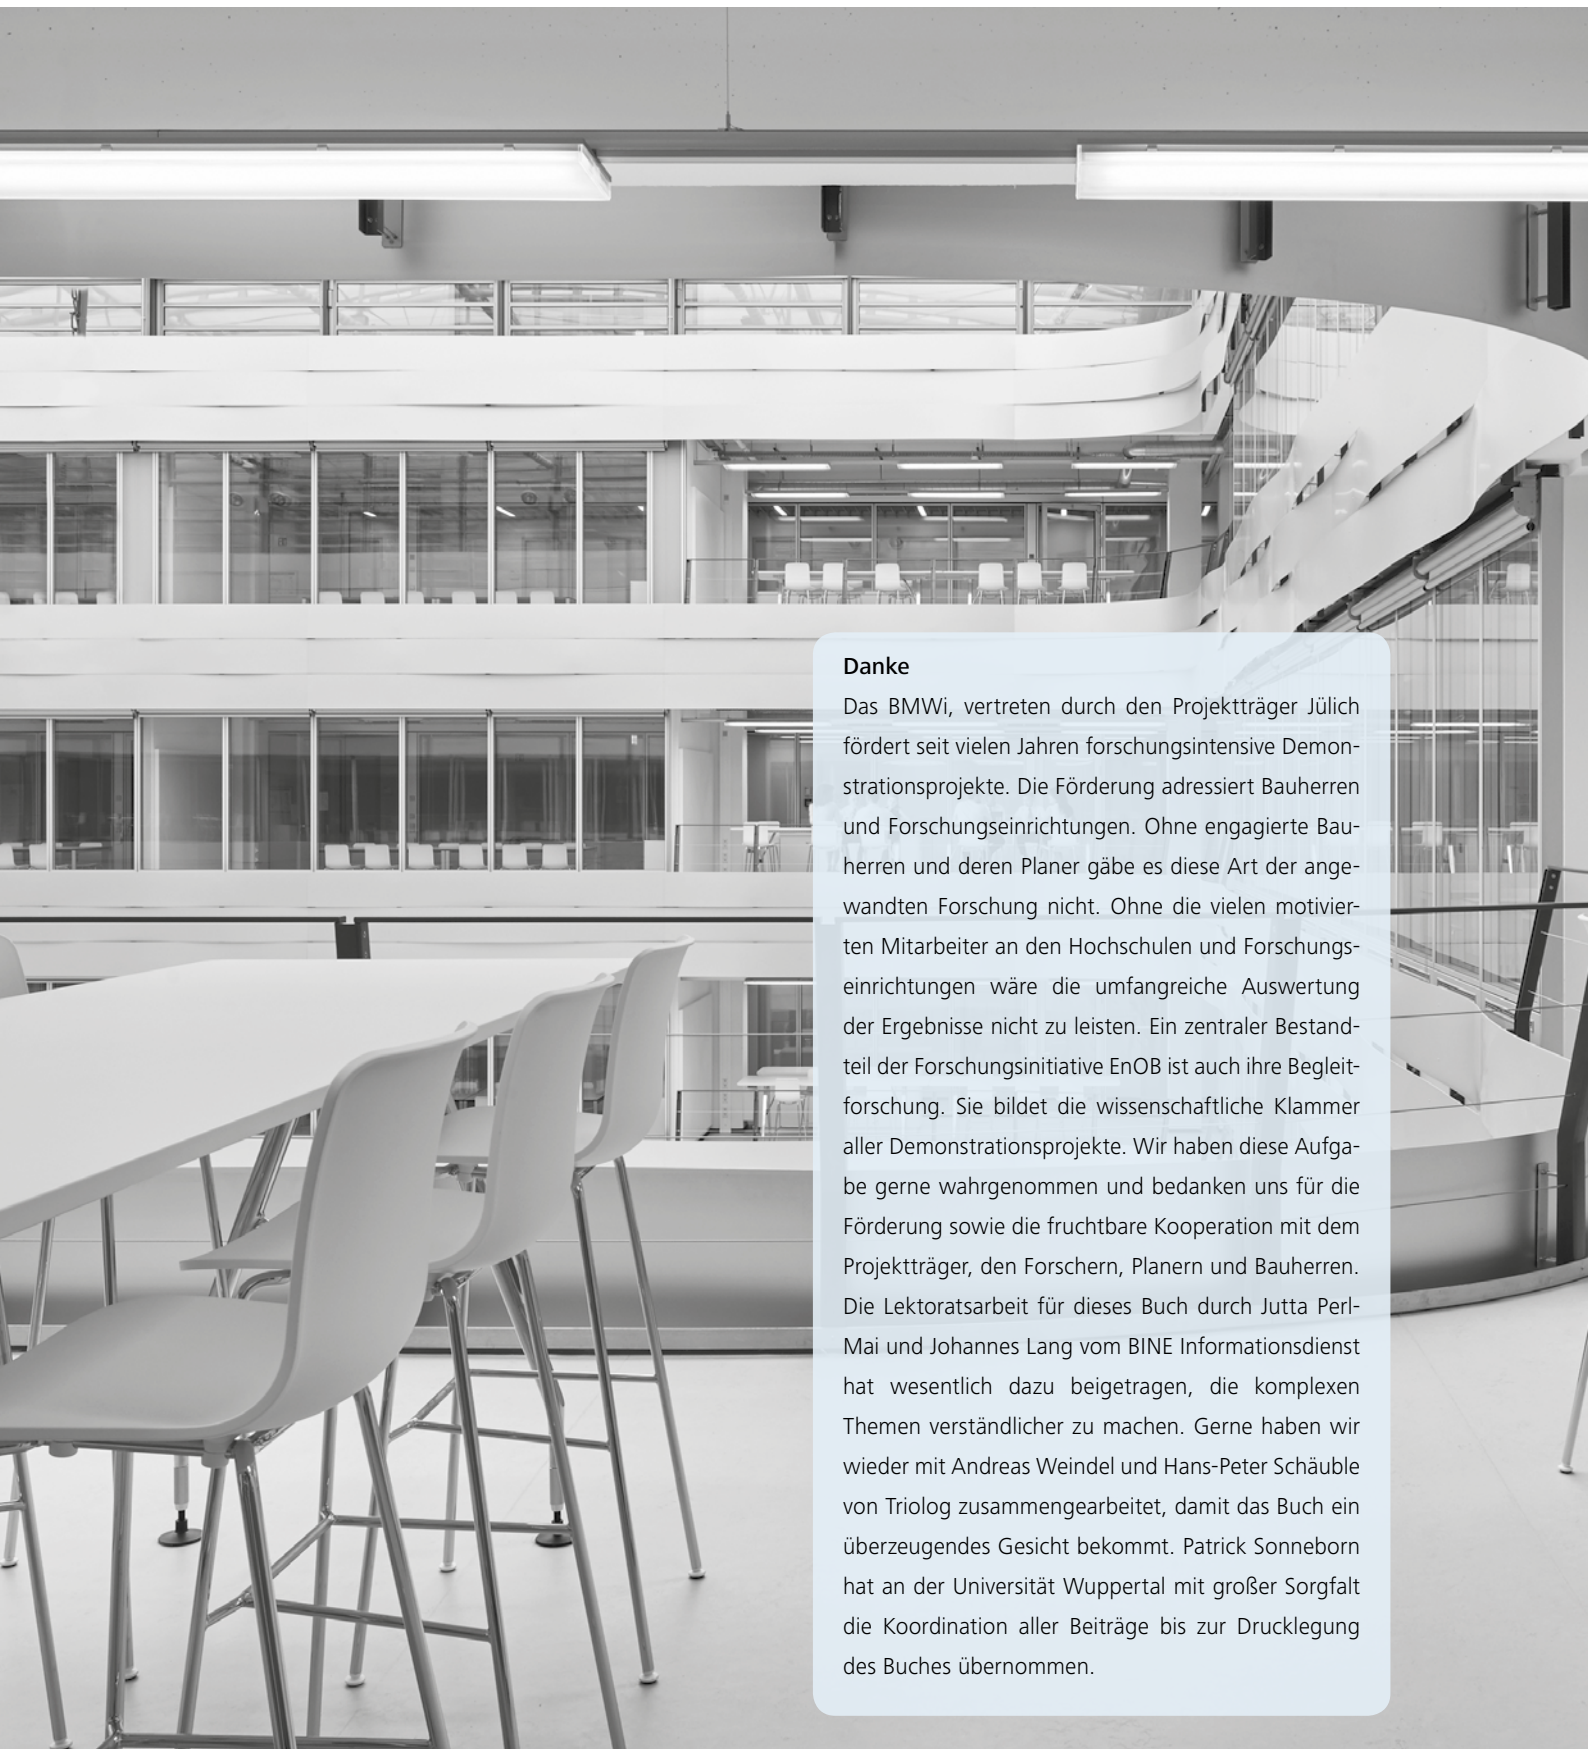 Danke
Das BMWi, vertreten durch den Projektträger Jülich
fördert seit vielen Jahren forschungsintensive Demon-
strationsprojekte. Die Förderung adressiert Bauherren
und Forschungseinrichtungen. Ohne engagierte Bau-
herren und deren Planer gäbe es diese Art der ange-
wandten Forschung nicht. Ohne die vielen motivier-
ten Mitarbeiter an den Hochschulen und Forschungs-
einrichtungen wäre die umfangreiche Auswertung
der Ergebnisse nicht zu leisten. Ein zentraler Bestand-
teil der Forschungsinitiative EnOB ist auch ihre Begleit-
forschung. Sie bildet die wissenschaftliche Klammer
aller Demonstrationsprojekte. Wir haben diese Aufga-
be gerne wahrgenommen und bedanken uns für die
Förderung sowie die fruchtbare Kooperation mit dem
Projektträger, den Forschern, Planern und Bauherren.
Die Lektoratsarbeit für dieses Buch durch Jutta Perl-
Mai und Johannes Lang vom BINE Informationsdienst
hat wesentlich dazu beigetragen, die komplexen
Themen verständlicher zu machen. Gerne haben wir
wieder mit Andreas Weindel und Hans-Peter Schäuble
von Triolog zusammengearbeitet, damit das Buch ein
überzeugendes Gesicht bekommt. Patrick Sonneborn
hat an der Universität Wuppertal mit großer Sorgfalt
die Koordination aller Beiträge bis zur Drucklegung
des Buches übernommen.